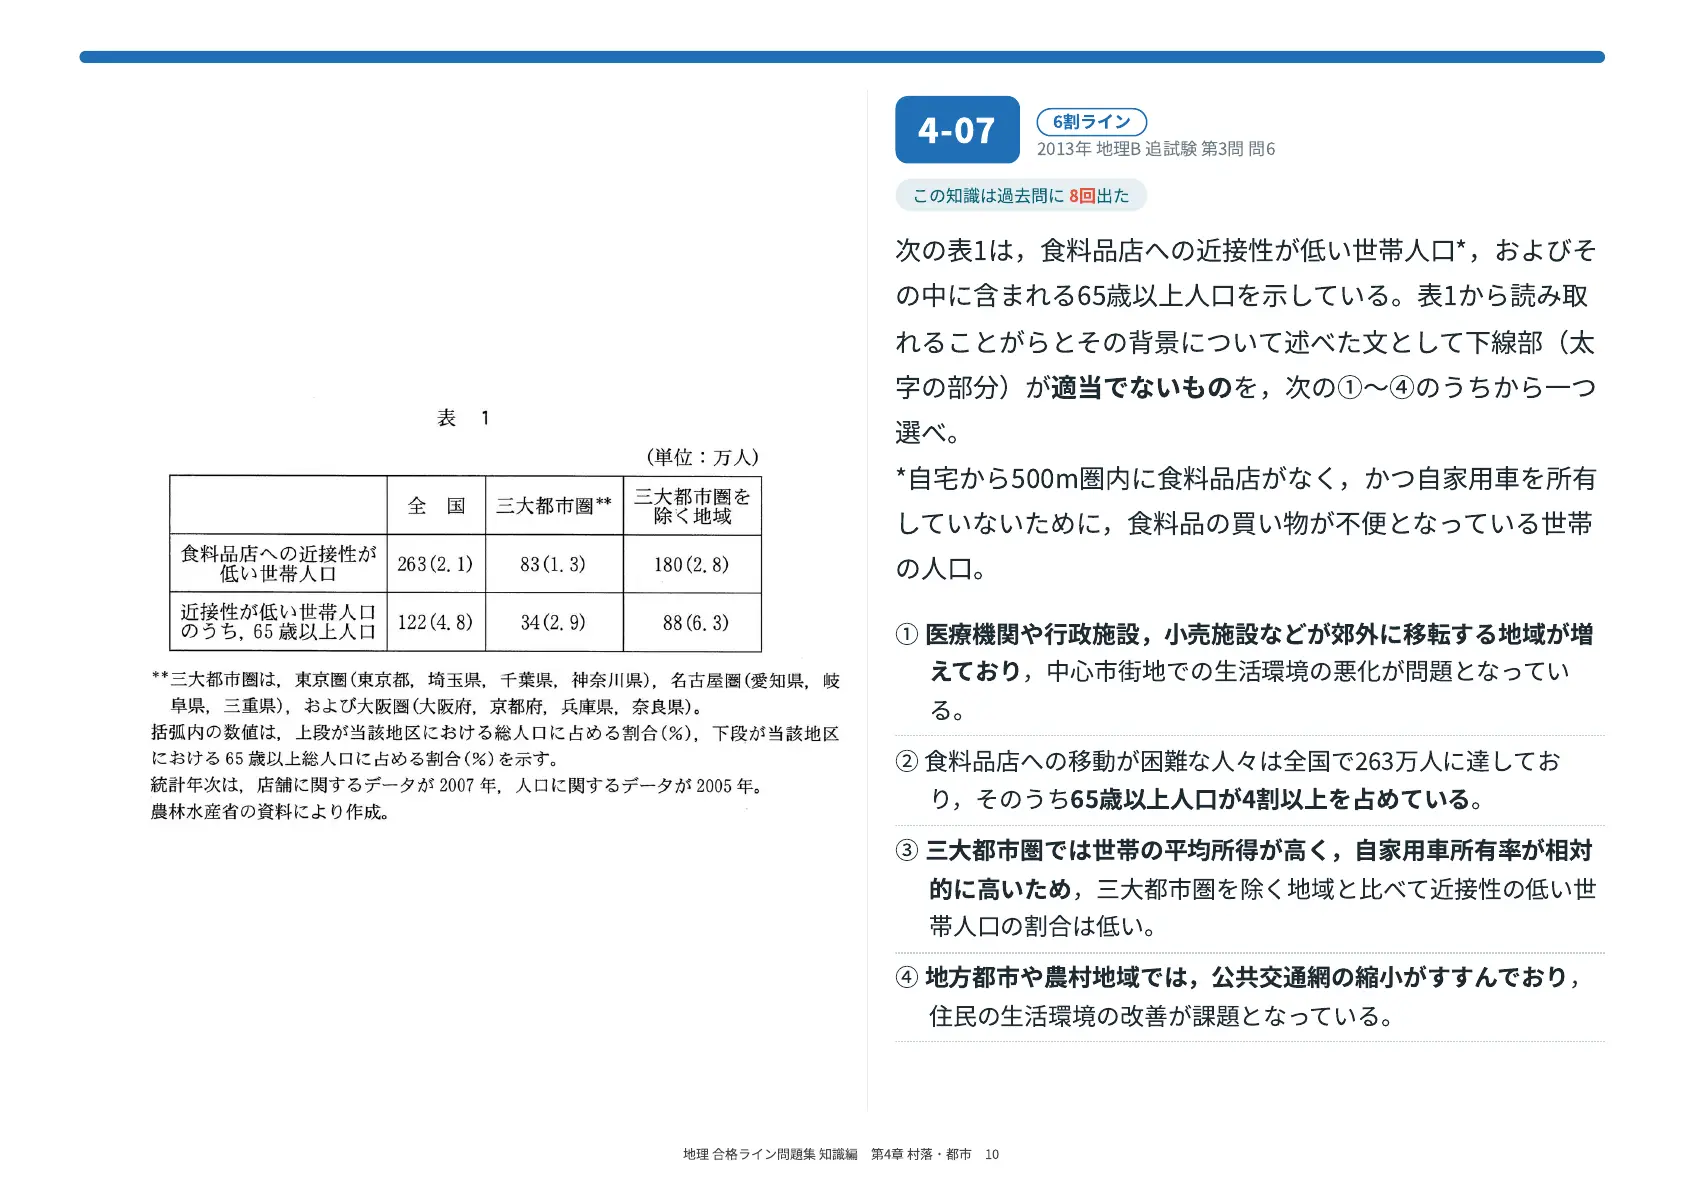 表 1
(単位：万人)
全 国
三大都市圏**
三大都市圏を
除く地域
食料品店への近接性が
低い世帯人口
263(2.1)
83(1.3)
180(2.8)
近接性が低い世帯人口
のうち，65歳以上人口
122(4.8)
34(2.9)
88(6.3)
**三大都市圏は，東京圏(東京都，埼玉県，千葉県，神奈川県)，名古屋圏(愛知県，岐
阜県，三重県)，および大阪圏(大阪府，京都府，兵庫県，奈良県)。
括弧内の数値は，上段が当該地区における総人口に占める割合(%)，下段が当該地区
における65歳以上総人口に占める割合(%)を示す。
統計年次は，店舗に関するデータが2007年，人口に関するデータが2005年。
農林水産省の資料により作成。
4-07
6割ライン
2013年 地理B 追試験 第3問 問6
この知識は過去問に 8回出た
次の表1は，食料品店への近接性が低い世帯人口*，およびそ
の中に含まれる65歳以上人口を示している。表1から読み取
れることがらとその背景について述べた文として下線部（太
字の部分）が適当でないものを，次の①～④のうちから一つ
選べ。
*自宅から500m圏内に食料品店がなく，かつ自家用車を所有
していないために，食料品の買い物が不便となっている世帯
の人口。
① 医療機関や行政施設，小売施設などが郊外に移転する地域が増
えており，中心市街地での生活環境の悪化が問題となってい
る。
② 食料品店への移動が困難な人々は全国で263万人に達してお
り，そのうち65歳以上人口が4割以上を占めている。
③ 三大都市圏では世帯の平均所得が高く，自家用車所有率が相対
的に高いため，三大都市圏を除く地域と比べて近接性の低い世
帯人口の割合は低い。
④ 地方都市や農村地域では，公共交通網の縮小がすすんでおり，
住民の生活環境の改善が課題となっている。
地理 合格ライン問題集 知識編　第4章 村落・都市　10